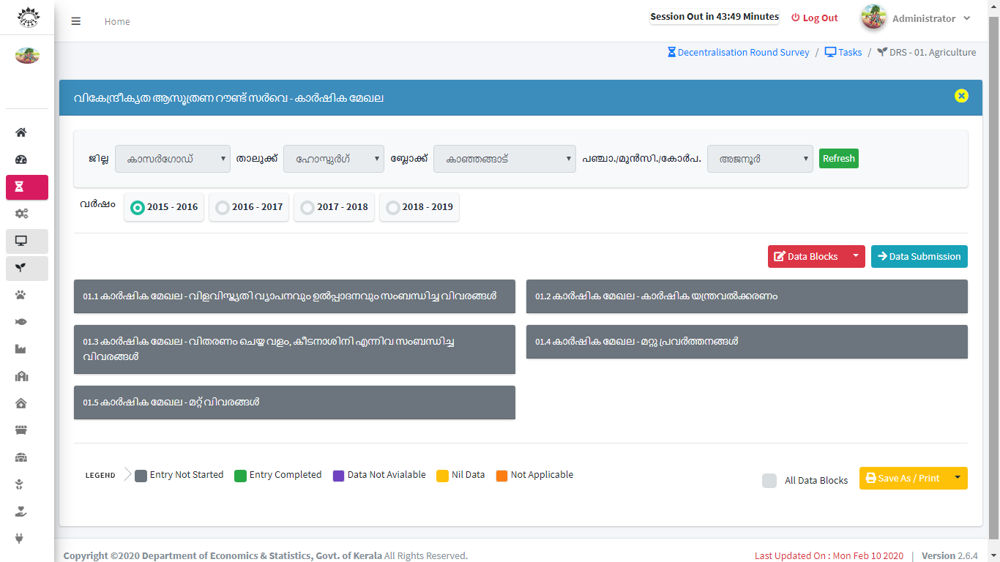 Home
Session Out in 43:49 Minutes
Log Out
Administrator
Decentralisation Round Survey / Tasks / DRS - 01. Agriculture
വികേന്ദ്രീകൃത ആസൂത്രണ റൗണ്ട് സർവെ - കാർഷിക മേഖല
ജില്ല കാസർഗോഡ് താലൂക്ക് ഹോസ്ദുർഗ് ബ്ലോക്ക് കാഞ്ഞങ്ങാട് പഞ്ചാ./മുൻസി./കോർപ. അജനൂർ Refresh
വർഷം 2015 - 2016 2016 - 2017 2017 - 2018 2018 - 2019
Data Blocks Data Submission
01.1 കാർഷിക മേഖല - വിളവിസ്തൃതി വ്യാപനവും ഉൽപ്പാദനവും സംബന്ധിച്ച വിവരങ്ങൾ
01.2 കാർഷിക മേഖല - കാർഷിക യന്ത്രവൽക്കരണം
01.3 കാർഷിക മേഖല - വിതരണം ചെയ്ത വളം, കീടനാശിനി എന്നിവ സംബന്ധിച്ച
വിവരങ്ങൾ
01.4 കാർഷിക മേഖല - മറ്റു പ്രവർത്തനങ്ങൾ
01.5 കാർഷിക മേഖല - മറ്റ് വിവരങ്ങൾ
LEGEND Entry Not Started Entry Completed Data Not Avialable Nil Data Not Applicable
All Data Blocks Save As / Print
Copyright ©2020 Department of Economics & Statistics, Govt. of Kerala All Rights Reserved.
Last Updated On : Mon Feb 10 2020 | Version 2.6.4